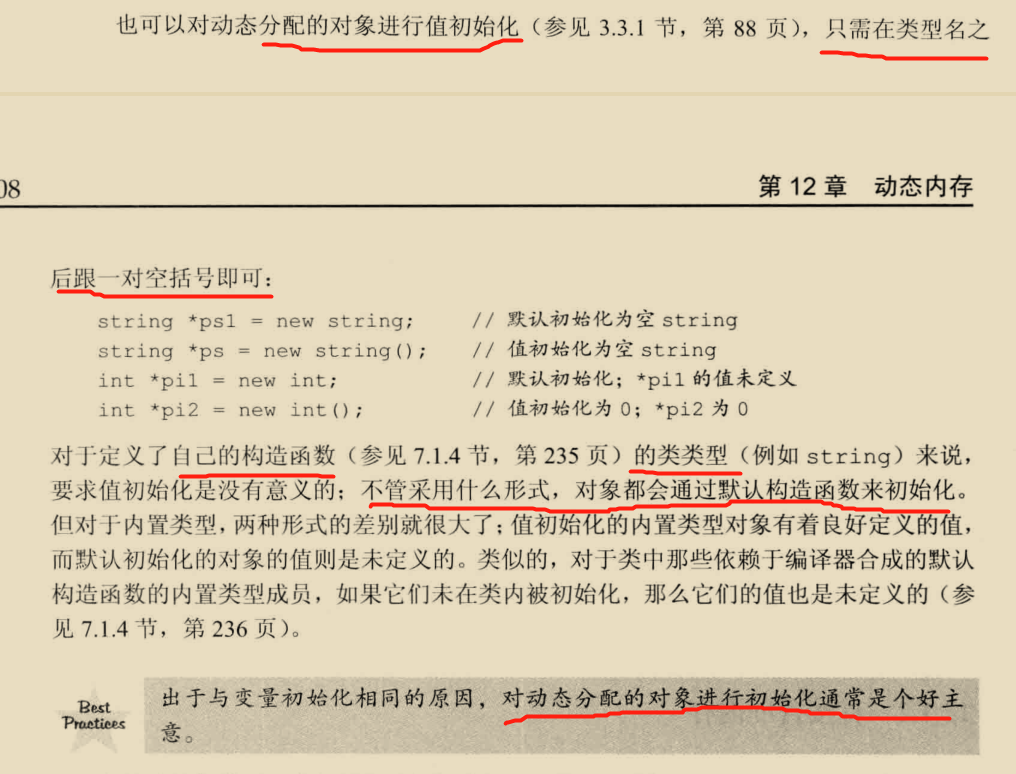 也可以对动态分配的对象进行值初始化（参见 3.3.1 节，第 88 页），只需在类型名之
08
第 12 章 动态内存
后跟一对空括号即可：
string *ps1 = new string; // 默认初始化为空 string
string *ps = new string(); // 值初始化为空 string
int *pi1 = new int; // 默认初始化；*pi1 的值未定义
int *pi2 = new int(); // 值初始化为 0；*pi2 为 0
对于定义了自己的构造函数（参见 7.1.4 节，第 235 页）的类类型（例如 string）来说，
要求值初始化是没有意义的；不管采用什么形式，对象都会通过默认构造函数来初始化。
但对于内置类型，两种形式的差别就很大了；值初始化的内置类型对象有着良好定义的值，
而默认初始化的对象的值则是未定义的。类似的，对于类中那些依赖于编译器合成的默认
构造函数的内置类型成员，如果它们未在类内被初始化，那么它们的值也是未定义的（参
见 7.1.4 节，第 236 页）。
Best
Practices
出于与变量初始化相同的原因，对动态分配的对象进行初始化通常是个好主
意。